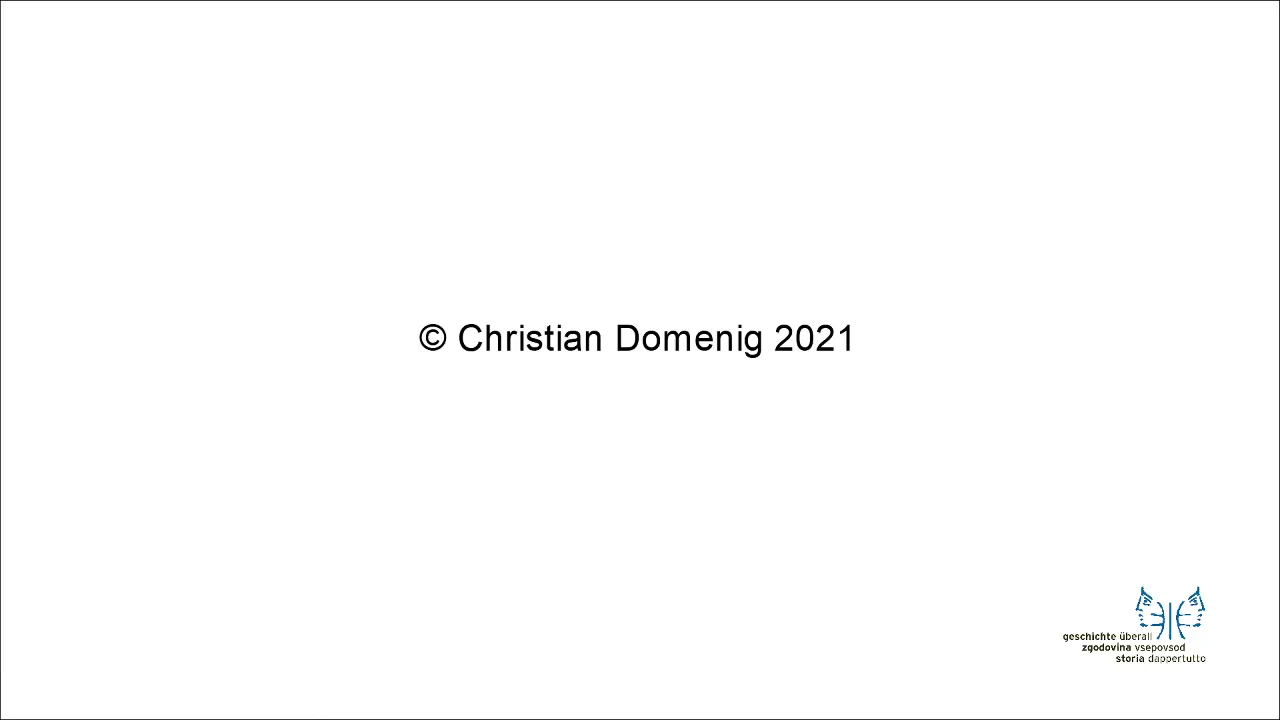 © Christian Domenig 2021
geschichte überall
zgodovina vsepovsod
storia dappertutto